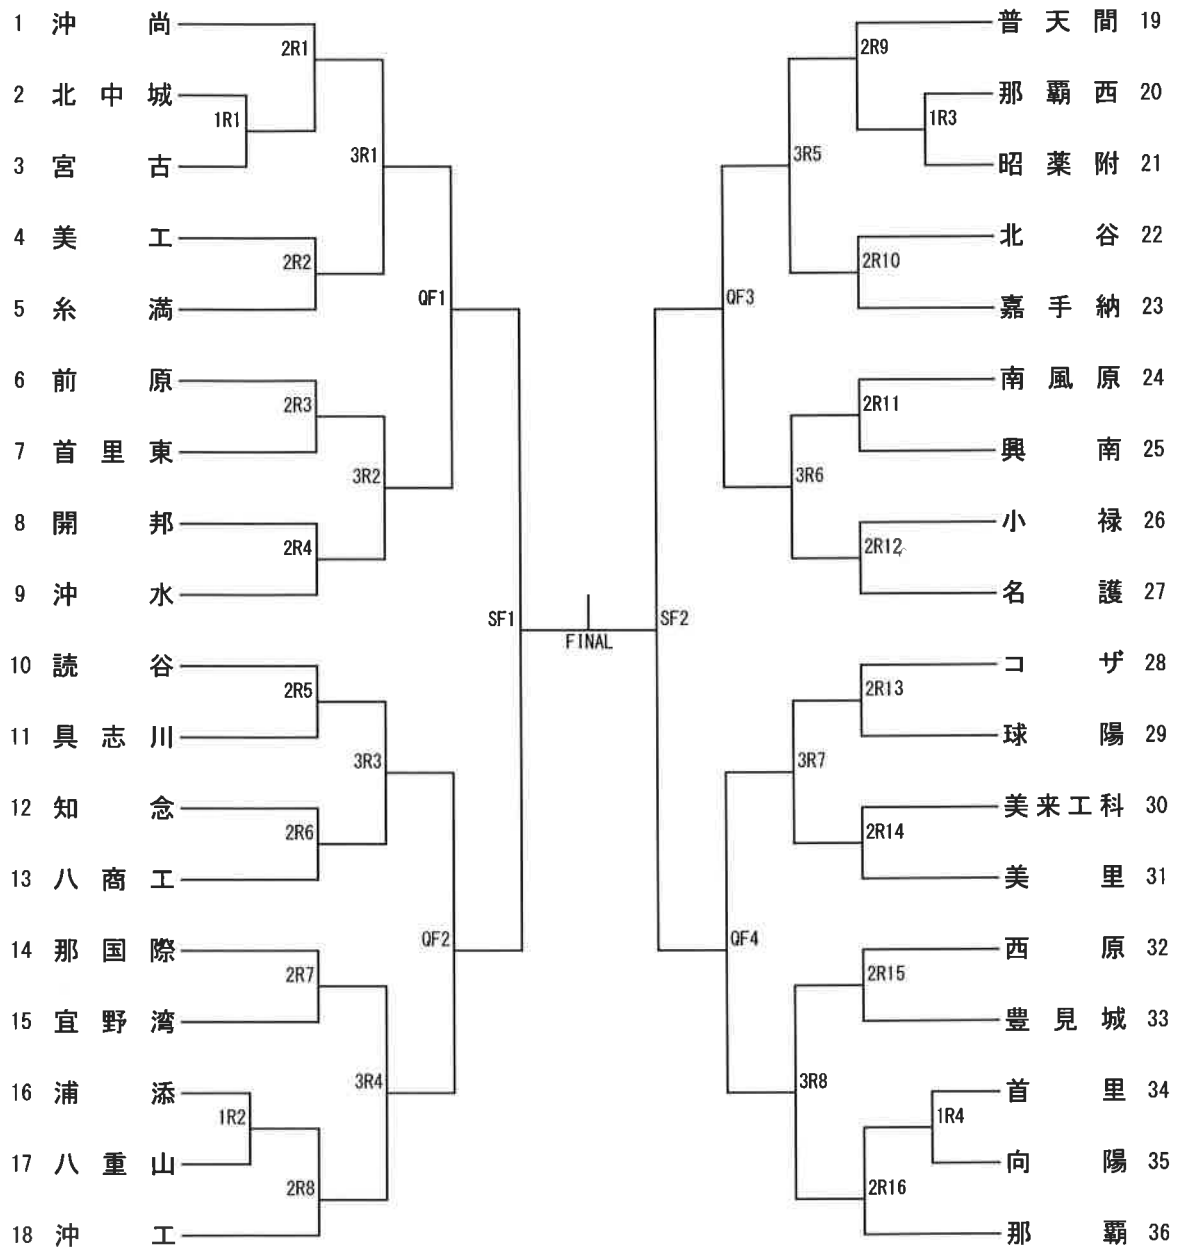 1 沖尚
2 北中城
3 宮古
4 美工
5 糸満
6 前原
7 首里東
8 開邦
9 沖水
10 読谷
11 具志川
12 知念
13 八商工
14 那国際
15 宜野湾
16 浦添
17 八重山
18 沖工
2R1
1R1
3R1
2R2
QF1
2R3
3R2
2R4
SF1
2R5
3R3
2R6
QF2
2R7
3R4
1R2
2R8
FINAL
SF2
2R9
1R3
3R5
2R10
QF3
2R11
3R6
2R12
2R13
3R7
2R14
QF4
2R15
3R8
1R4
2R16
普天間 19
那覇西 20
昭薬附 21
北谷 22
嘉手納 23
南風原 24
興南 25
小禄 26
名護 27
コザ 28
球陽 29
美来工科 30
美里 31
西原 32
豊見城 33
首里 34
向陽 35
那覇 36